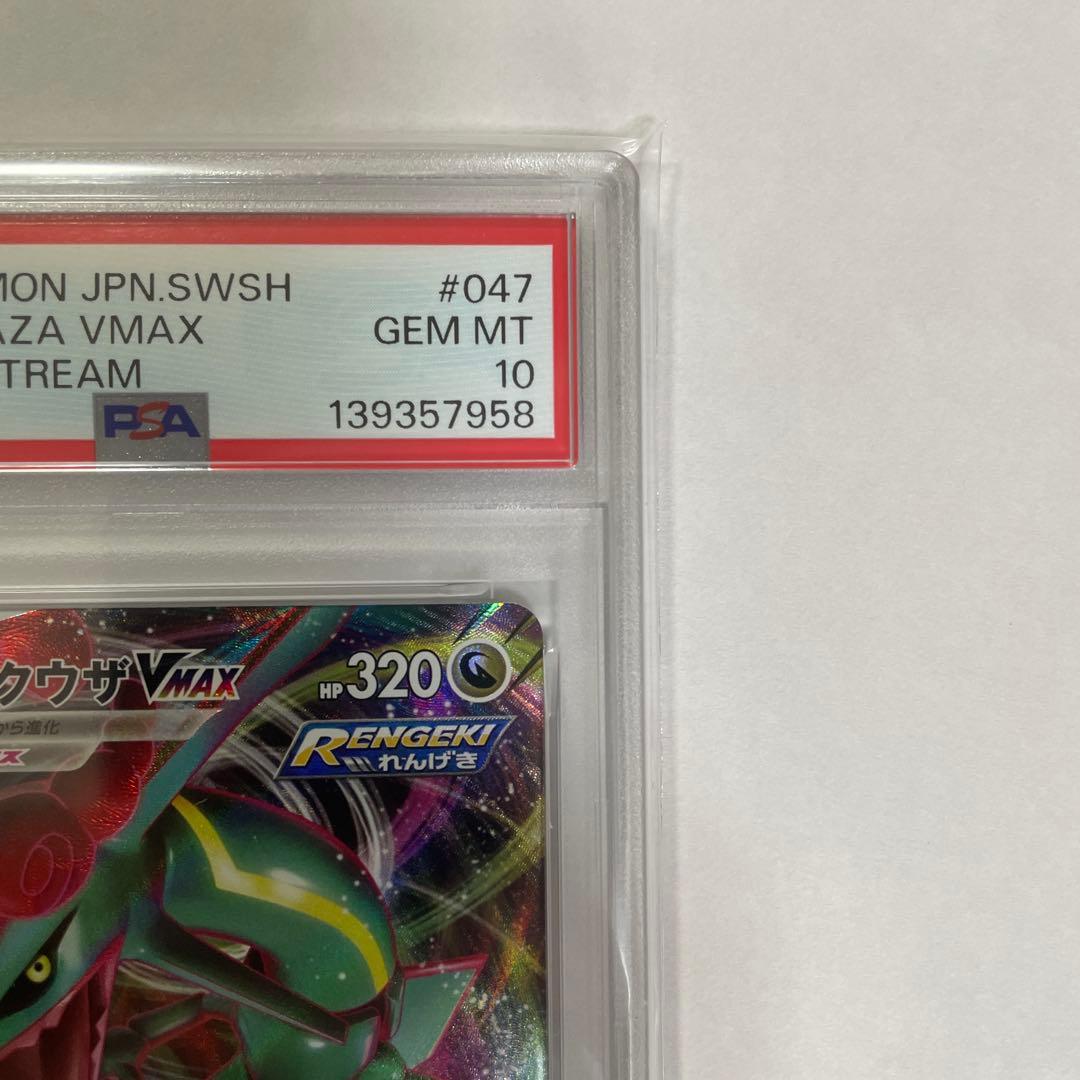 MON JPN.SWSH #047
AZA VMAX GEM MT
TREAM 10
PSA 139357958
クウザVMAX HP320
から進化
RENGEKI
れんげき